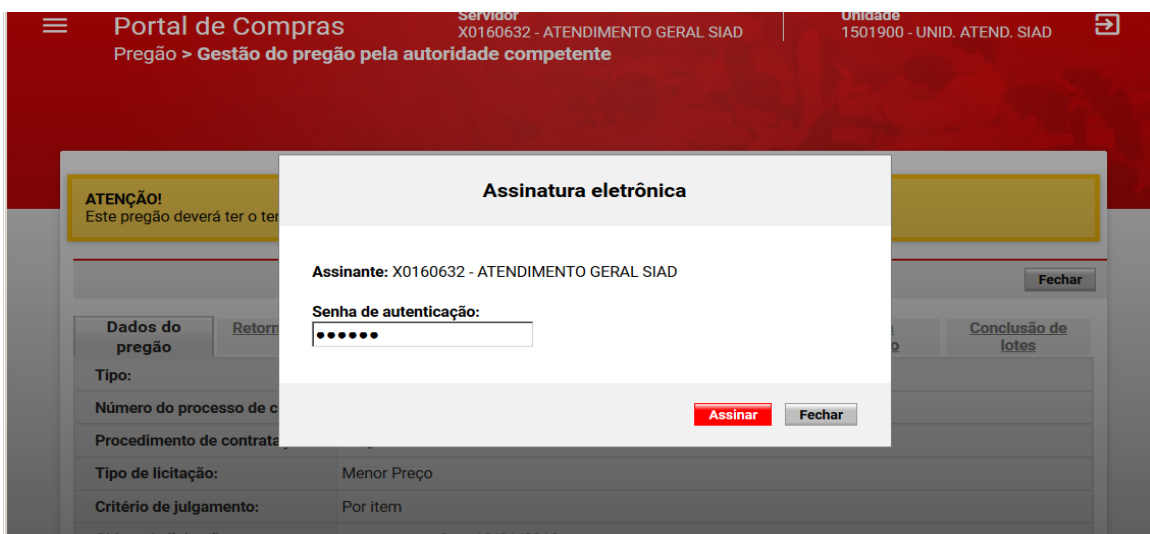 Portal de Compras
Servidor
X0160632 - ATENDIMENTO GERAL SIAD
Unidade
1501900 - UNID. ATEND. SIAD
Pregão > Gestão do pregão pela autoridade competente
ATENÇÃO!
Este pregão deverá ter o ter
Assinatura eletrônica
Assinante: X0160632 - ATENDIMENTO GERAL SIAD
Senha de autenticação:
••••••
Assinar
Fechar
Fechar
Dados do
pregão
Retorn
Conclusão de
lotes
Tipo:
Número do processo de c
Procedimento de contrata
Tipo de licitação:
Menor Preço
Critério de julgamento:
Por item